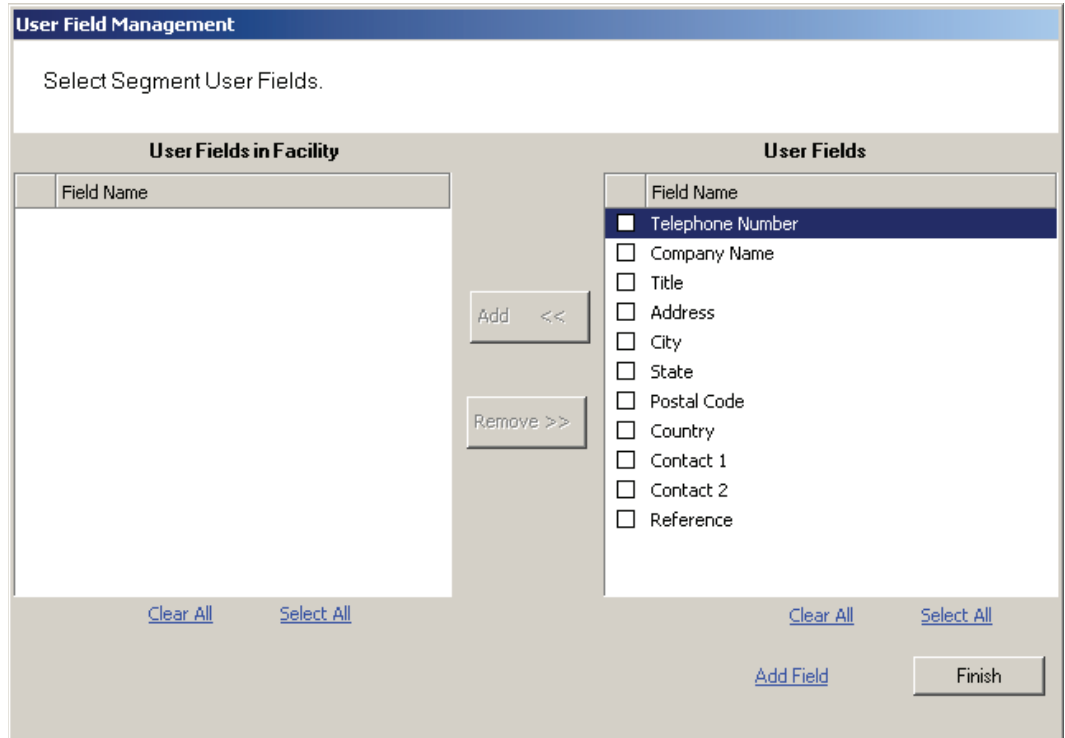 User Field Management
Select Segment User Fields.
User Fields in Facility
User Fields
Field Name
Field Name
Telephone Number
Company Name
Title
Address
City
State
Postal Code
Country
Contact 1
Contact 2
Reference
Add <<
Remove >>
Clear All Select All
Clear All Select All
Add Field
Finish